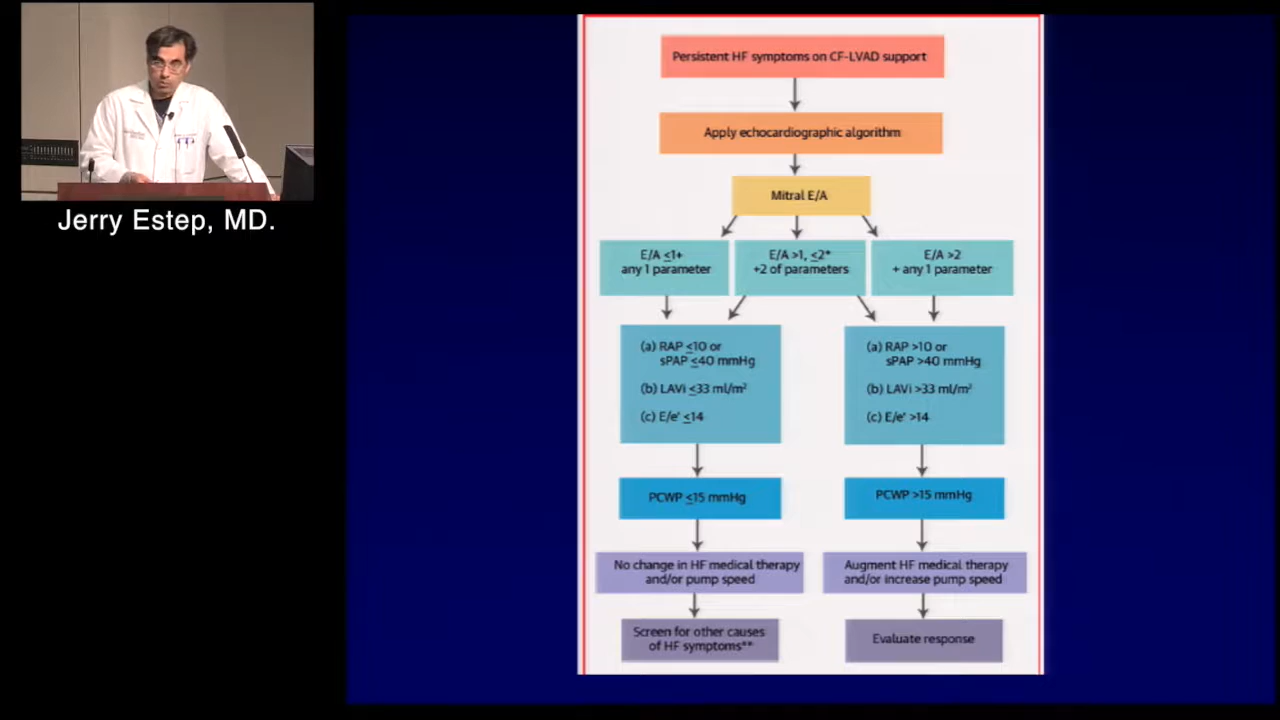 Jerry Estep, MD.
Persistent HF symptoms on CF-LVAD support
Apply echocardiographic algorithm
Mitral E/A
E/A ≤1+
any 1 parameter
E/A >1, ≤2*
+2 of parameters
E/A >2
+ any 1 parameter
(a) RAP ≤10 or
sPAP ≤40 mmHg
(b) LAVi ≤33 ml/m²
(c) E/e' ≤14
(a) RAP >10 or
sPAP >40 mmHg
(b) LAVi >33 ml/m²
(c) E/e' >14
PCWP ≤15 mmHg
PCWP >15 mmHg
No change in HF medical therapy
and/or pump speed
Augment HF medical therapy
and/or increase pump speed
Screen for other causes
of HF symptoms**
Evaluate response